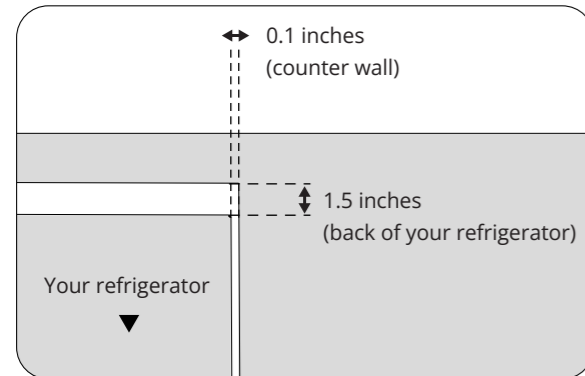 0.1 inches
(counter wall)
1.5 inches
(back of your refrigerator)
Your refrigerator